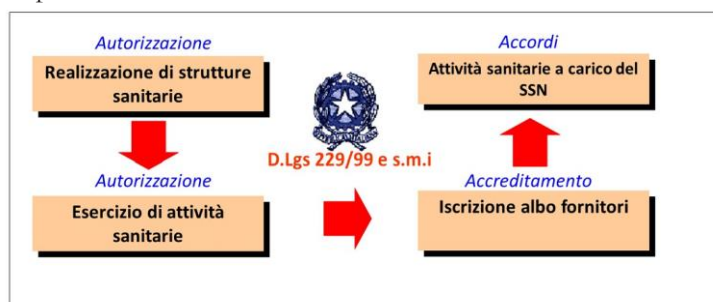 Autorizzazione
Realizzazione di strutture
sanitarie
Autorizzazione
Esercizio di attività
sanitarie
D.Lgs 229/99 e s.m.i
Accreditamento
Iscrizione albo fornitori
Accordi
Attività sanitarie a carico del
SSN